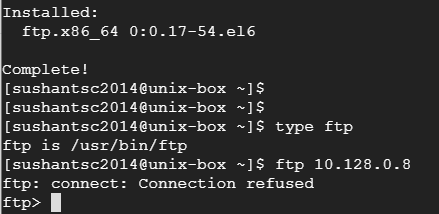 Installed:
  ftp.x86_64 0:0.17-54.el6
Complete!
[sushantsc2014@unix-box ~]$
[sushantsc2014@unix-box ~]$
[sushantsc2014@unix-box ~]$ type ftp
ftp is /usr/bin/ftp
[sushantsc2014@unix-box ~]$ ftp 10.128.0.8
ftp: connect: Connection refused
ftp>